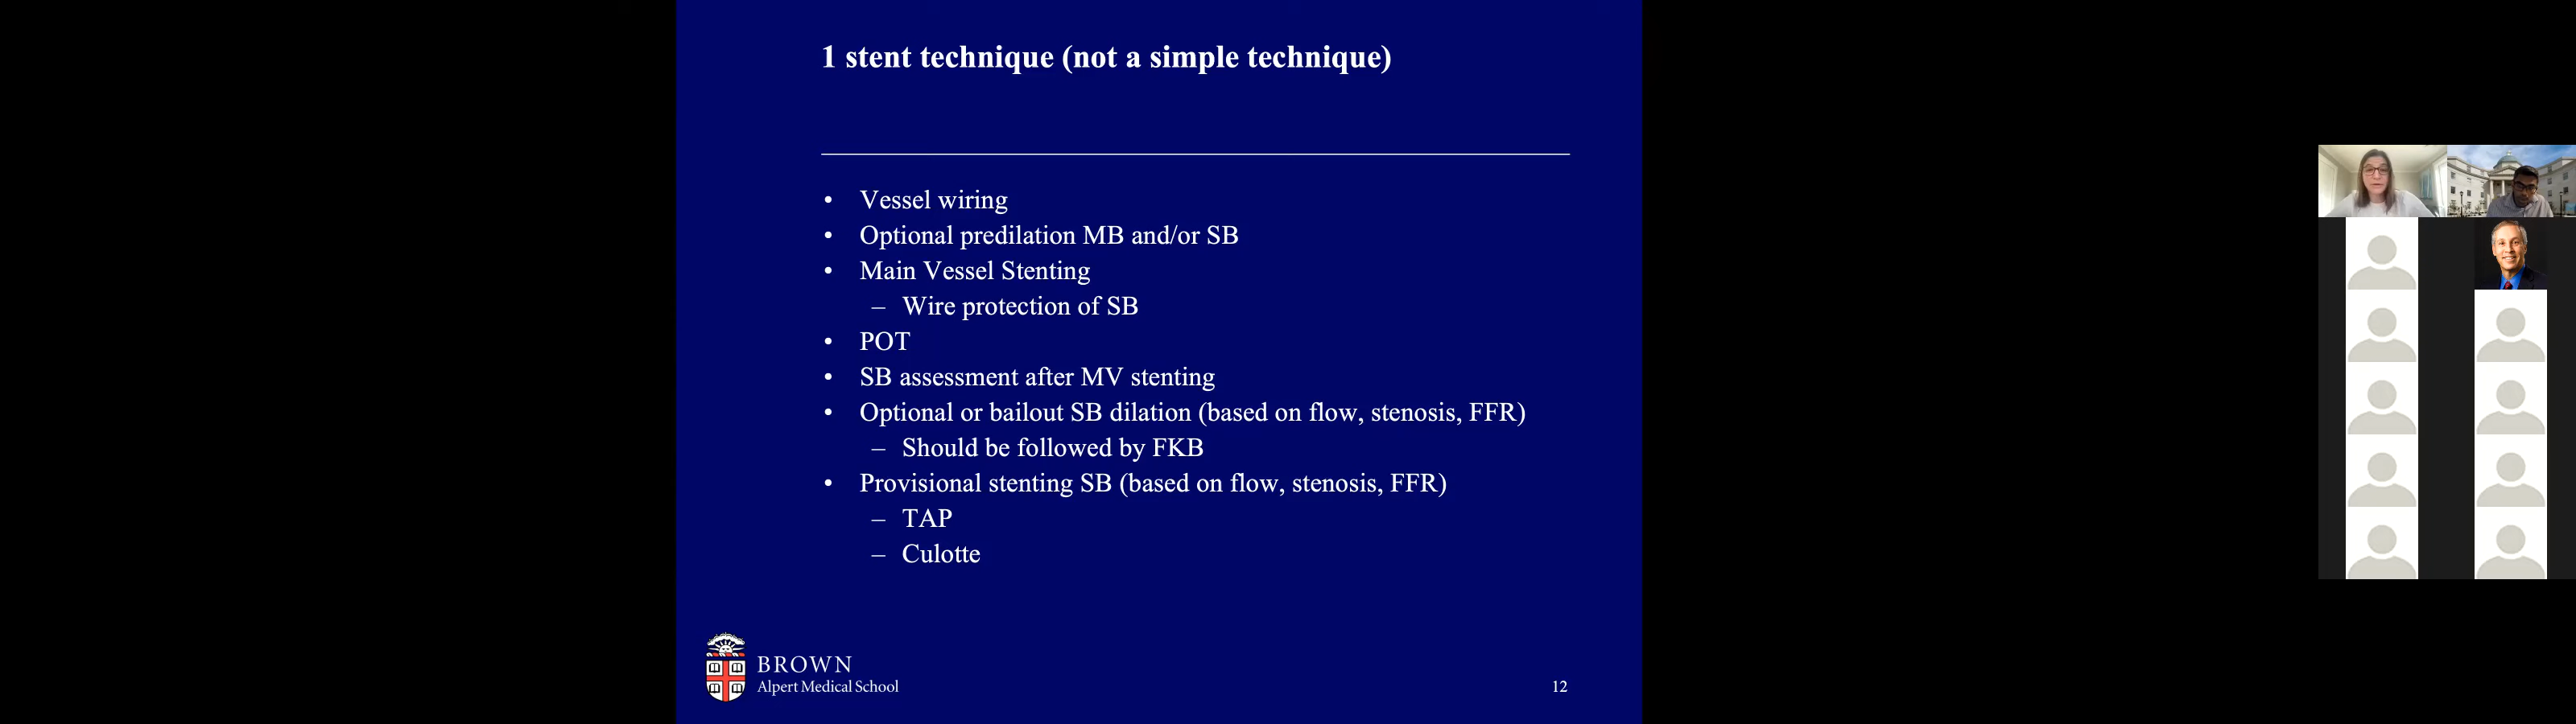 1 stent technique (not a simple technique)
• Vessel wiring
• Optional predilation MB and/or SB
• Main Vessel Stenting
– Wire protection of SB
• POT
• SB assessment after MV stenting
• Optional or bailout SB dilation (based on flow, stenosis, FFR)
– Should be followed by FKB
• Provisional stenting SB (based on flow, stenosis, FFR)
– TAP
– Culotte
BROWN
Alpert Medical School
12